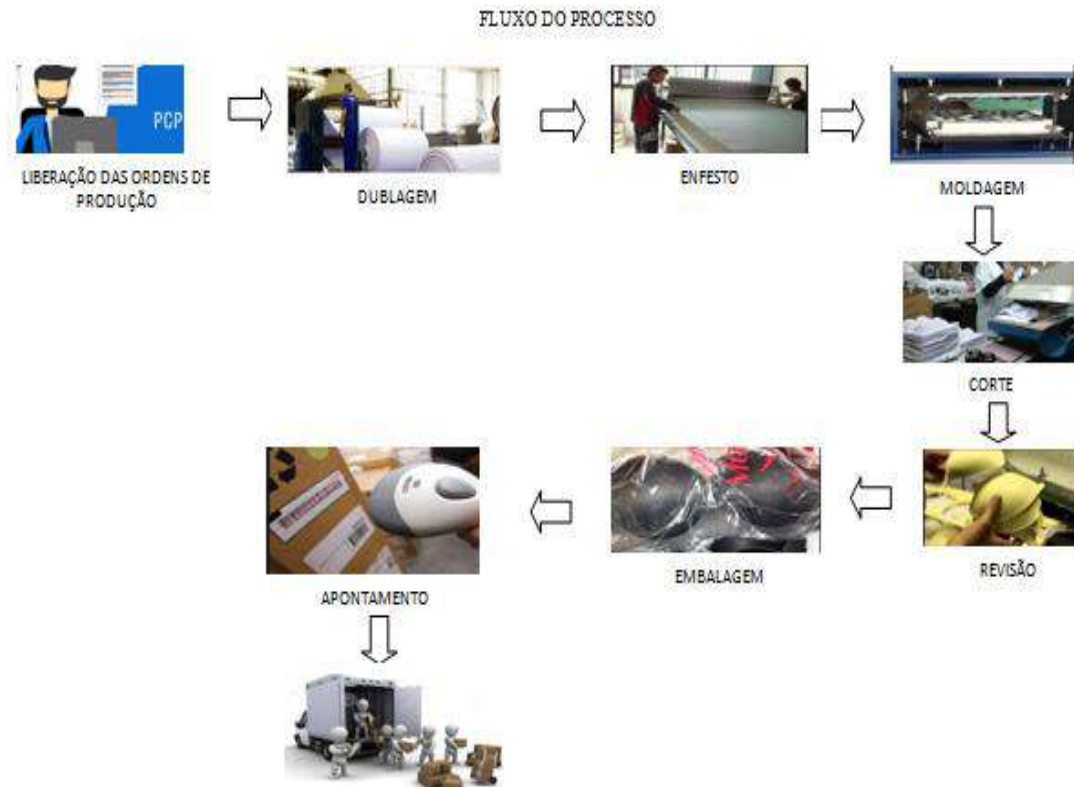 FLUXO DO PROCESSO
PCP
LIBERAÇÃO DAS ORDENS DE
PRODUÇÃO
DUBLAGEM
ENFESTO
MOLDAGEM
CORTE
REVISÃO
EMBALAGEM
APONTAMENTO